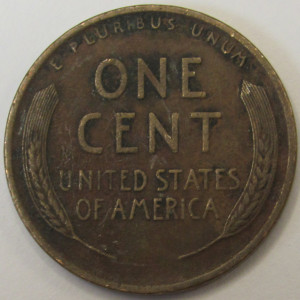 E·PLURIBUS·UNUM
ONE
CENT
UNITED STATES
OF AMERICA